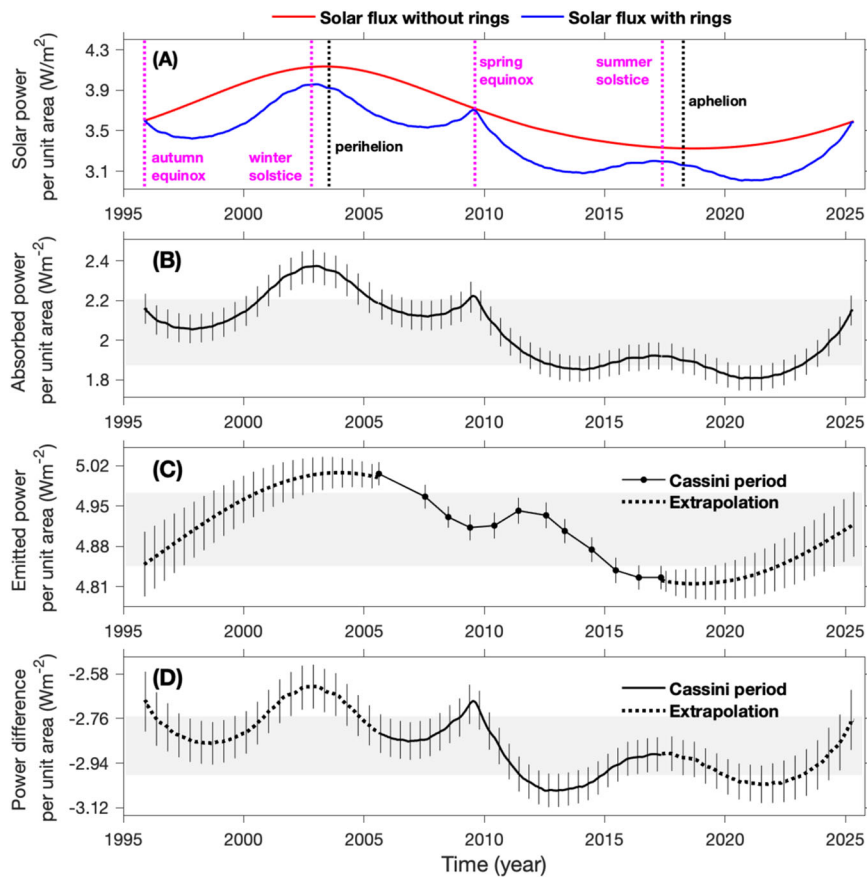 Solar flux without rings Solar flux with rings
(A)
Solar power
per unit area (W/m²)
4.3
3.9
3.5
3.1
autumn
equinox
winter
solstice
perihelion
spring
equinox
summer
solstice
aphelion
1995 2000 2005 2010 2015 2020 2025
(B)
Absorbed power
per unit area (Wm⁻²)
2.4
2.2
2
1.8
1995 2000 2005 2010 2015 2020 2025
(C)
Emitted power
per unit area (Wm⁻²)
5.02
4.95
4.88
4.81
Cassini period
Extrapolation
1995 2000 2005 2010 2015 2020 2025
(D)
Power difference
per unit area (Wm⁻²)
-2.58
-2.76
-2.94
-3.12
Cassini period
Extrapolation
1995 2000 2005 2010 2015 2020 2025
Time (year)